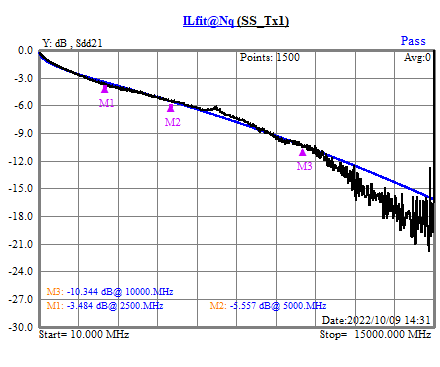 ILfit@Nq (SS_Tx1)
Y: dB , Sdd21
Pass
Points: 1500
Avg:0
0.0
-3.0
-6.0
-9.0
-12.0
-15.0
-18.0
-21.0
-24.0
-27.0
-30.0
M1
M2
M3
M3: -10.344 dB@ 10000.MHz
M1: -3.484 dB@ 2500.MHz
M2: -5.557 dB@ 5000.MHz
Date:2022/10/09 14:31
Start= 10.000 MHz
Stop= 15000.000 MHz